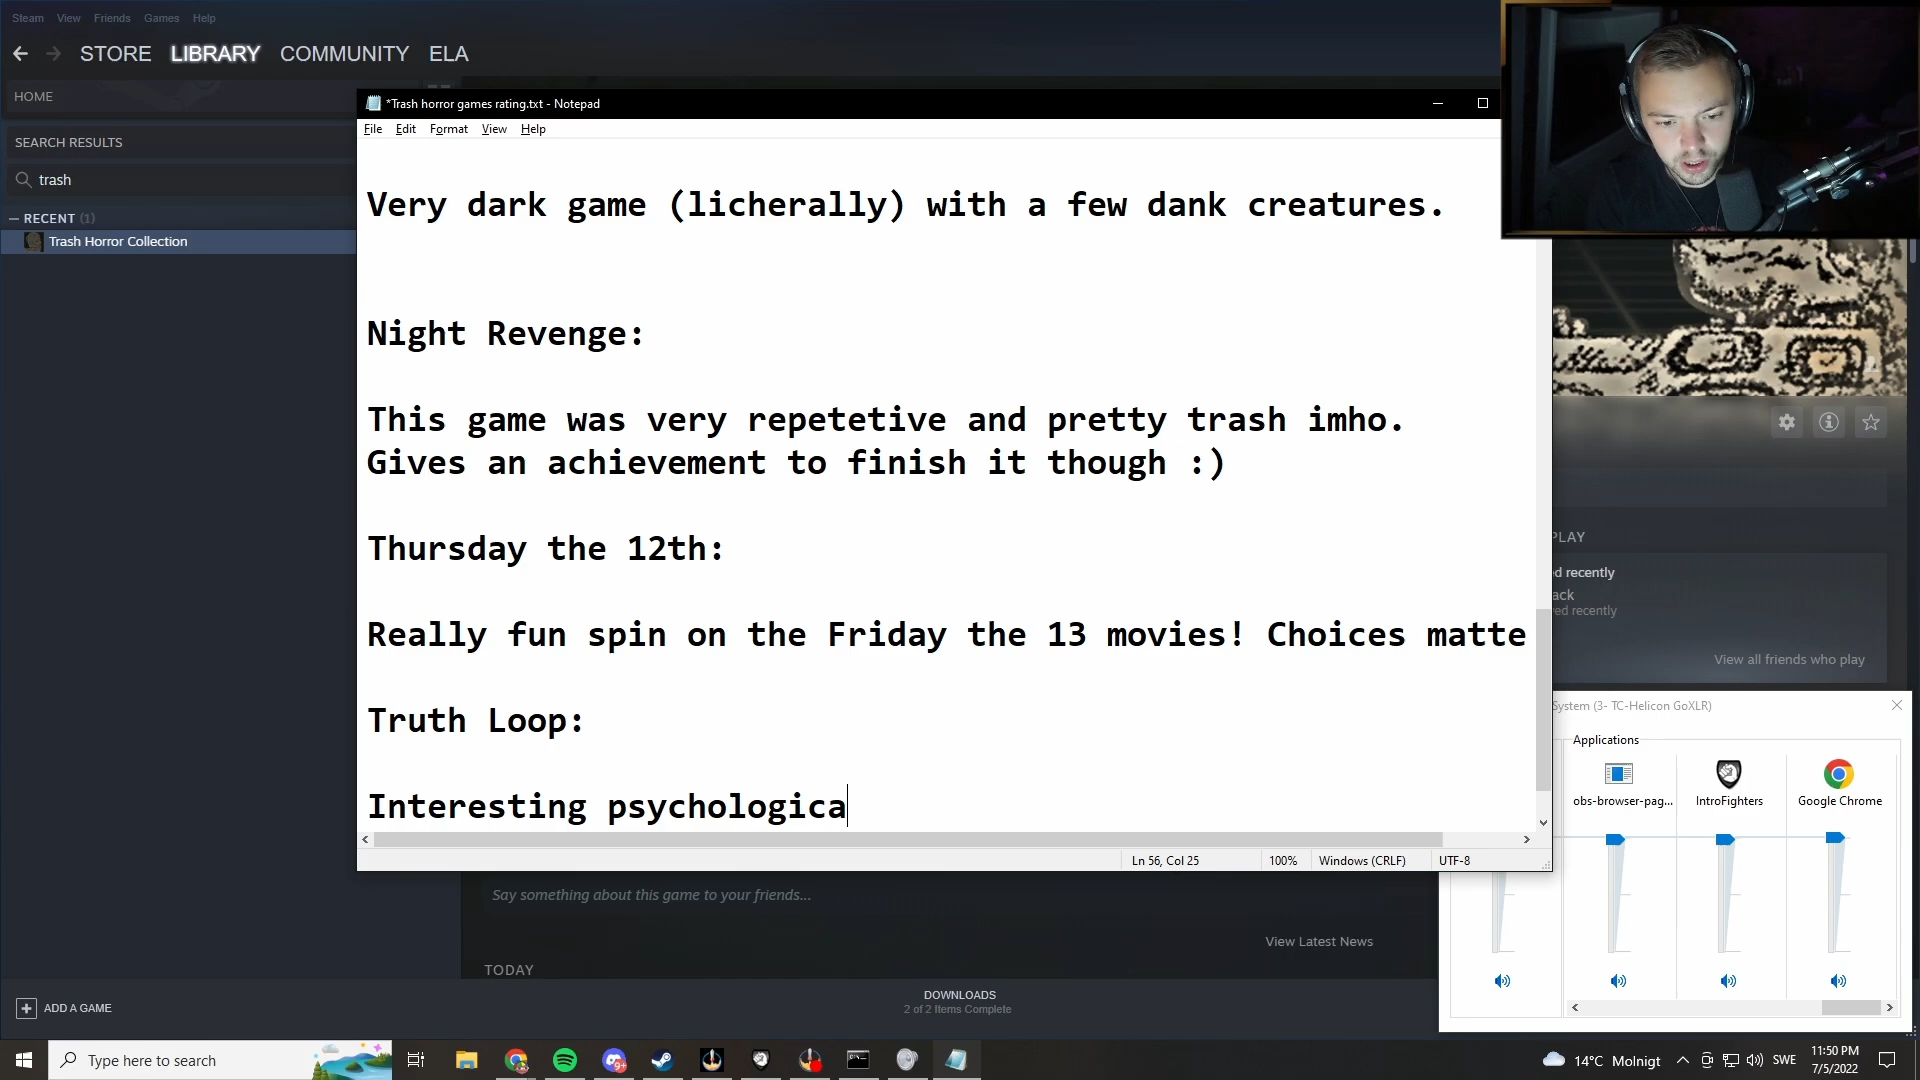 Steam View Friends Games Help
STORE LIBRARY COMMUNITY ELA
HOME
SEARCH RESULTS
trash
RECENT (1)
Trash Horror Collection
*Trash horror games rating.txt - Notepad
File Edit Format View Help
Very dark game (licherally) with a few dank creatures.
Night Revenge:
This game was very repetetive and pretty trash imho.
Gives an achievement to finish it though :)
Thursday the 12th:
Really fun spin on the Friday the 13 movies! Choices matte
Truth Loop:
Interesting psychologica
Ln 56, Col 25 100% Windows (CRLF) UTF-8
PLAY
d recently
ack
ed recently
View all friends who play
System (3- TC-Helicon GoXLR)
Applications
obs-browser-pag... IntroFighters Google Chrome
Say something about this game to your friends...
View Latest News
TODAY
ADD A GAME
DOWNLOADS
2 of 2 Items Complete
Type here to search
9+
14°C Molnigt
SWE
11:50 PM
7/5/2022